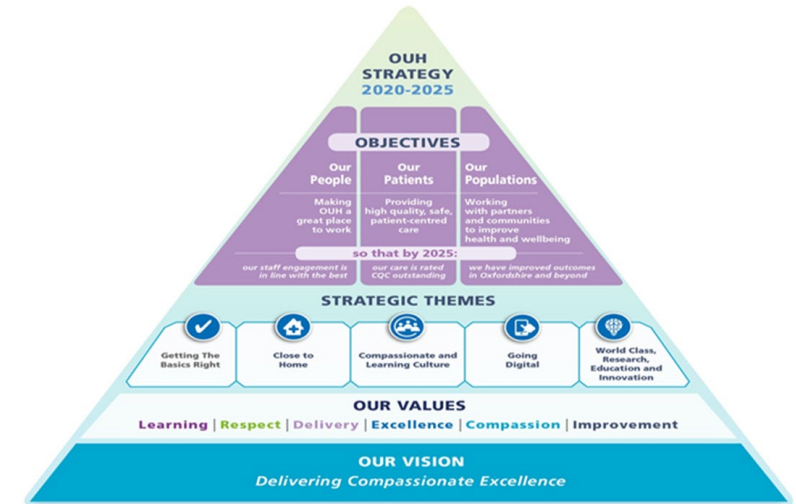 OUH
STRATEGY
2020-2025
OBJECTIVES
Our
People
Making
OUH a
great place
to work
Our
Patients
Providing
high quality, safe,
patient-centred
care
Our
Populations
Working
with partners
and communities
to improve
health and wellbeing
so that by 2025:
our staff engagement is
in line with the best
our care is rated
CQC outstanding
we have improved outcomes
in Oxfordshire and beyond
STRATEGIC THEMES
Getting The
Basics Right
Close to
Home
Compassionate and
Learning Culture
Going
Digital
World Class,
Research,
Education and
Innovation
OUR VALUES
Learning | Respect | Delivery | Excellence | Compassion | Improvement
OUR VISION
Delivering Compassionate Excellence